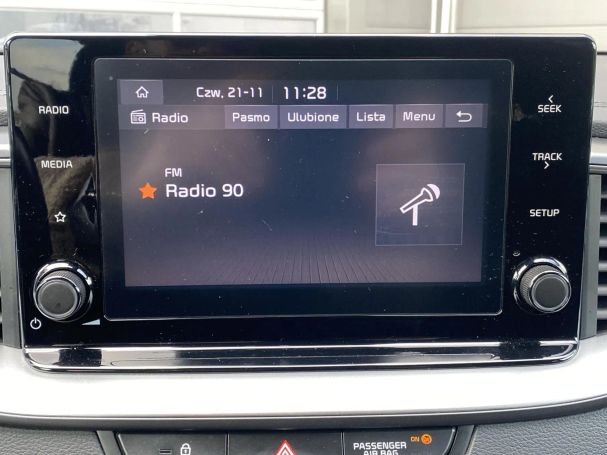 Czw, 21-11 11:28
Radio Pasmo Ulubione Lista Menu
FM
Radio 90
RADIO
MEDIA
SEEK
TRACK
SETUP
PASSENGER
AIR BAG
ON